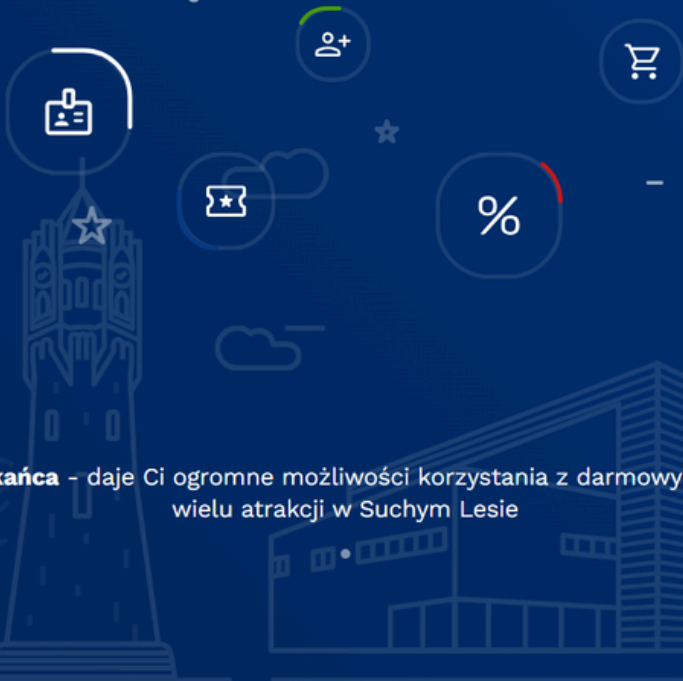 %
kańca - daje Ci ogromne możliwości korzystania z darmowy
wielu atrakcji w Suchym Lesie